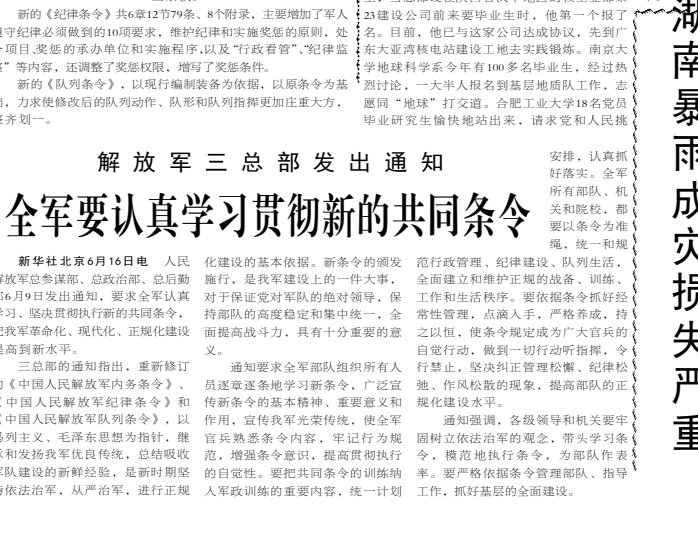 新的《纪律条令》共6章12节79条、8个附录，主要增加了军人
守纪律必须做到的10项要求，维护纪律和实施奖惩的原则，处
项目、奖惩的承办单位和实施程序,以及“行政看管”、“纪律监
”等内容，还调整了奖惩权限，增写了奖惩条件。
新的《队列条令》，以现行编制装备为依据，以原条令为基
，力求使修改后的队列动作、队形和队列指挥更加庄重大方，
齐划一。
23建设公司前来要毕业生时，他第一个报了
名。目前，他已与这家公司达成协议，先到广
东大亚湾核电站建设工地去实践锻炼。南京大
学地球科学系今年有100多名毕业生，经过热
烈讨论，一大半人报名到基层地质队工作，志
愿同“地球”打交道。合肥工业大学18名党员
毕业研究生愉快地站出来，请求党和人民挑
解放军三总部发出通知
全军要认真学习贯彻新的共同条令
新华社北京6月16日电　人民
解放军总参谋部、总政治部、总后勤
部6月9日发出通知，要求全军认真
学习、坚决贯彻执行新的共同条令，
把我军革命化、现代化、正规化建设
提高到新水平。
三总部的通知指出，重新修订
的《中国人民解放军内务条令》、
《中国人民解放军纪律条令》和
《中国人民解放军队列条令》，以
马列主义、毛泽东思想为指针，继
承和发扬我军优良传统，总结吸收
军队建设的新鲜经验，是新时期坚
持依法治军，从严治军，进行正规
化建设的基本依据。新条令的颁发
施行，是我军建设上的一件大事，
对于保证党对军队的绝对领导，保
持部队的高度稳定和集中统一，全
面提高战斗力，具有十分重要的意
义。
通知要求全军部队组织所有人
员逐章逐条地学习新条令，广泛宣
传新条令的基本精神、重要意义和
作用，宣传我军光荣传统，使全军
官兵熟悉条令内容，牢记行为规
范，增强条令意识，提高贯彻执行
的自觉性。要把共同条令的训练纳
入军政训练的重要内容，统一计划
安排，认真抓
好落实。全军
所有部队、机
关和院校，都
要以条令为准
绳，统一和规
范行政管理、纪律建设、队列生活，
全面建立和维护正规的战备、训练、
工作和生活秩序。要依据条令抓好经
常性管理，点滴入手，严格养成，持
之以恒，使条令规定成为广大官兵的
自觉行动，做到一切行动听指挥，令
行禁止，坚决纠正管理松懈、纪律松
弛、作风松散的现象，提高部队的正
规化建设水平。
通知强调，各级领导和机关要牢
固树立依法治军的观念，带头学习条
令，模范地执行条令，为部队作表
率。要严格依据条令管理部队、指导
工作，抓好基层的全面建设。
湖南暴雨成灾损失严重